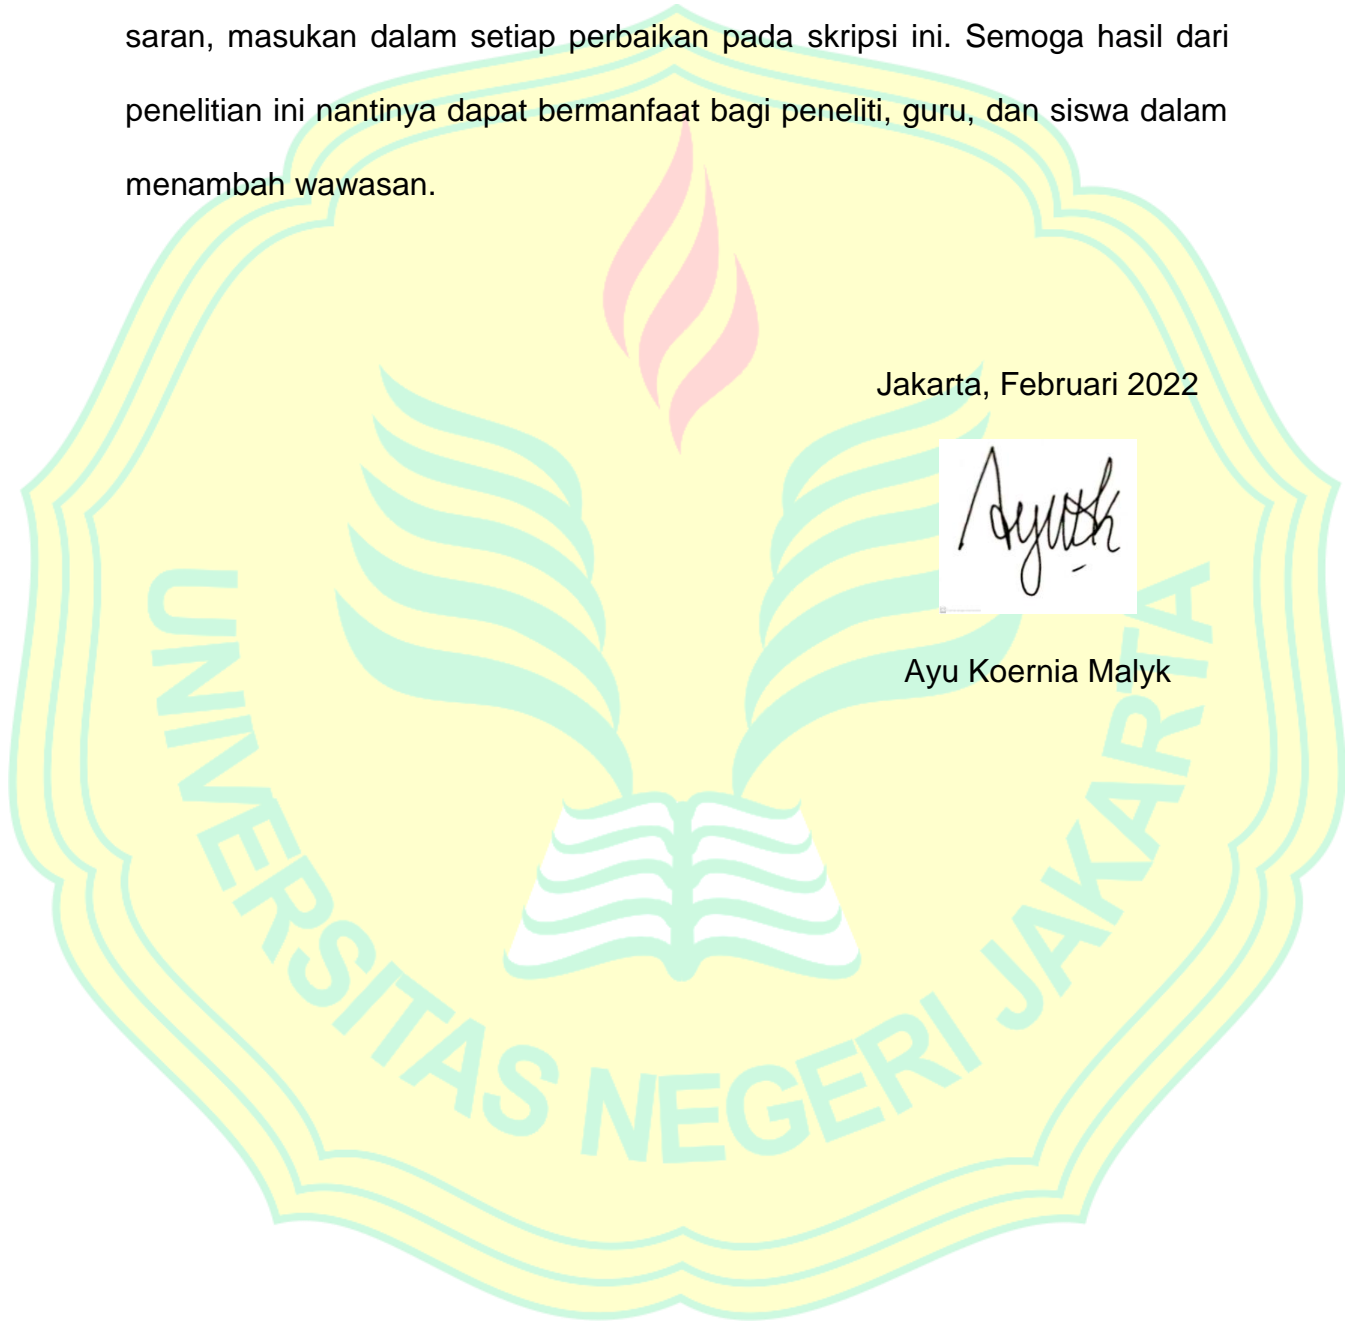 saran, masukan dalam setiap perbaikan pada skripsi ini. Semoga hasil dari
penelitian ini nantinya dapat bermanfaat bagi peneliti, guru, dan siswa dalam
menambah wawasan.
Jakarta, Februari 2022
Ayu Koernia Malyk
UNIVERSITAS NEGERI JAKARTA